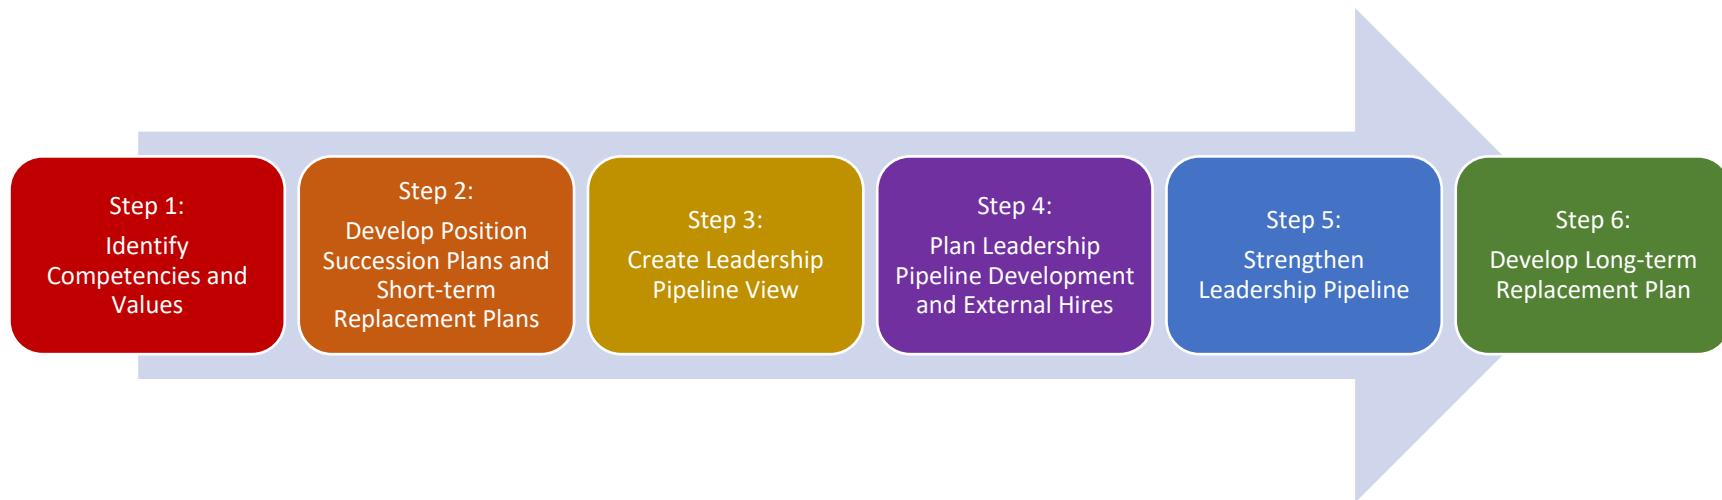 Step 1:
Identify
Competencies and
Values
Step 2:
Develop Position
Succession Plans and
Short-term
Replacement Plans
Step 3:
Create Leadership
Pipeline View
Step 4:
Plan Leadership
Pipeline Development
and External Hires
Step 5:
Strengthen
Leadership Pipeline
Step 6:
Develop Long-term
Replacement Plan